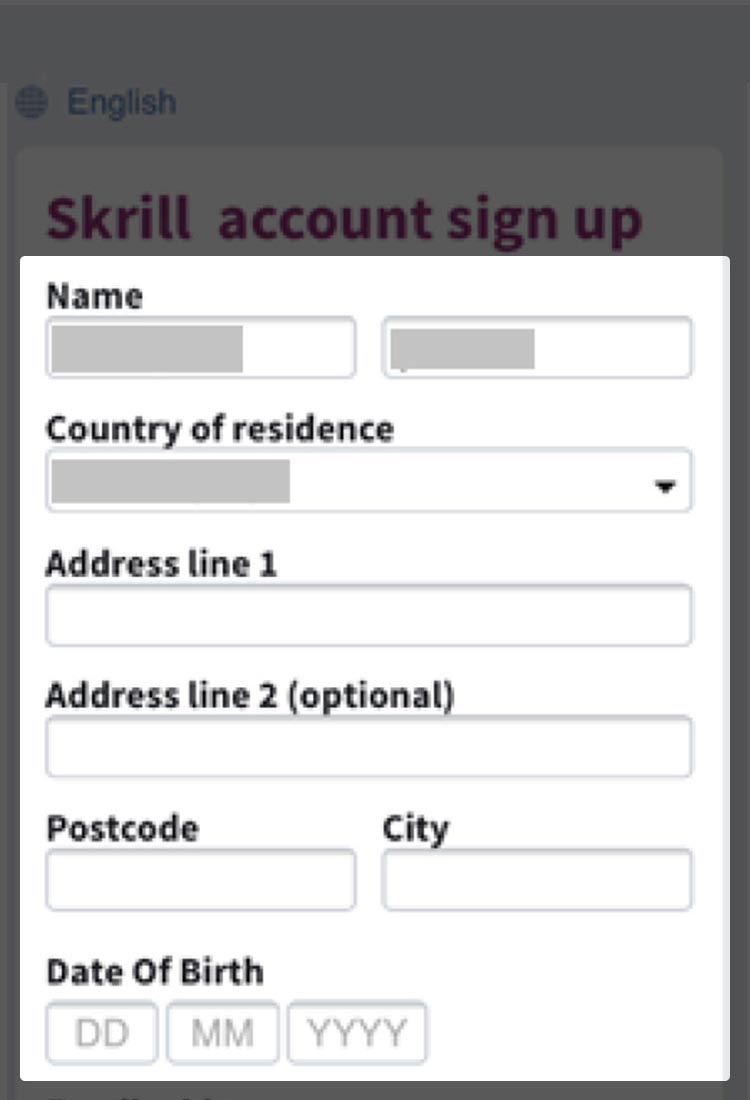 English
Skrill account sign up
Name
Country of residence
Address line 1
Address line 2 (optional)
Postcode City
Date Of Birth
DD MM YYYY